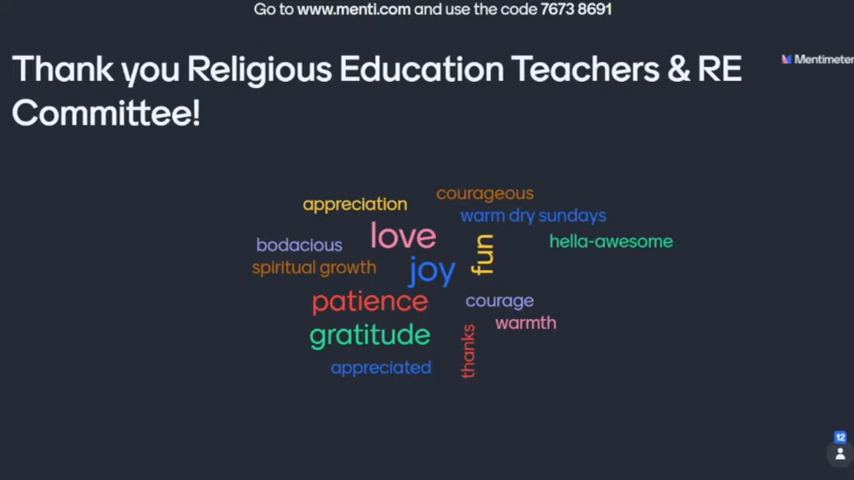 Go to www.menti.com and use the code 7673 8691
Mentimeter
Thank you Religious Education Teachers & RE
Committee!
courageous
appreciation
warm dry sundays
love
fun
hella-awesome
bodacious
spiritual growth
joy
patience
courage
warmth
gratitude
thanks
appreciated
12